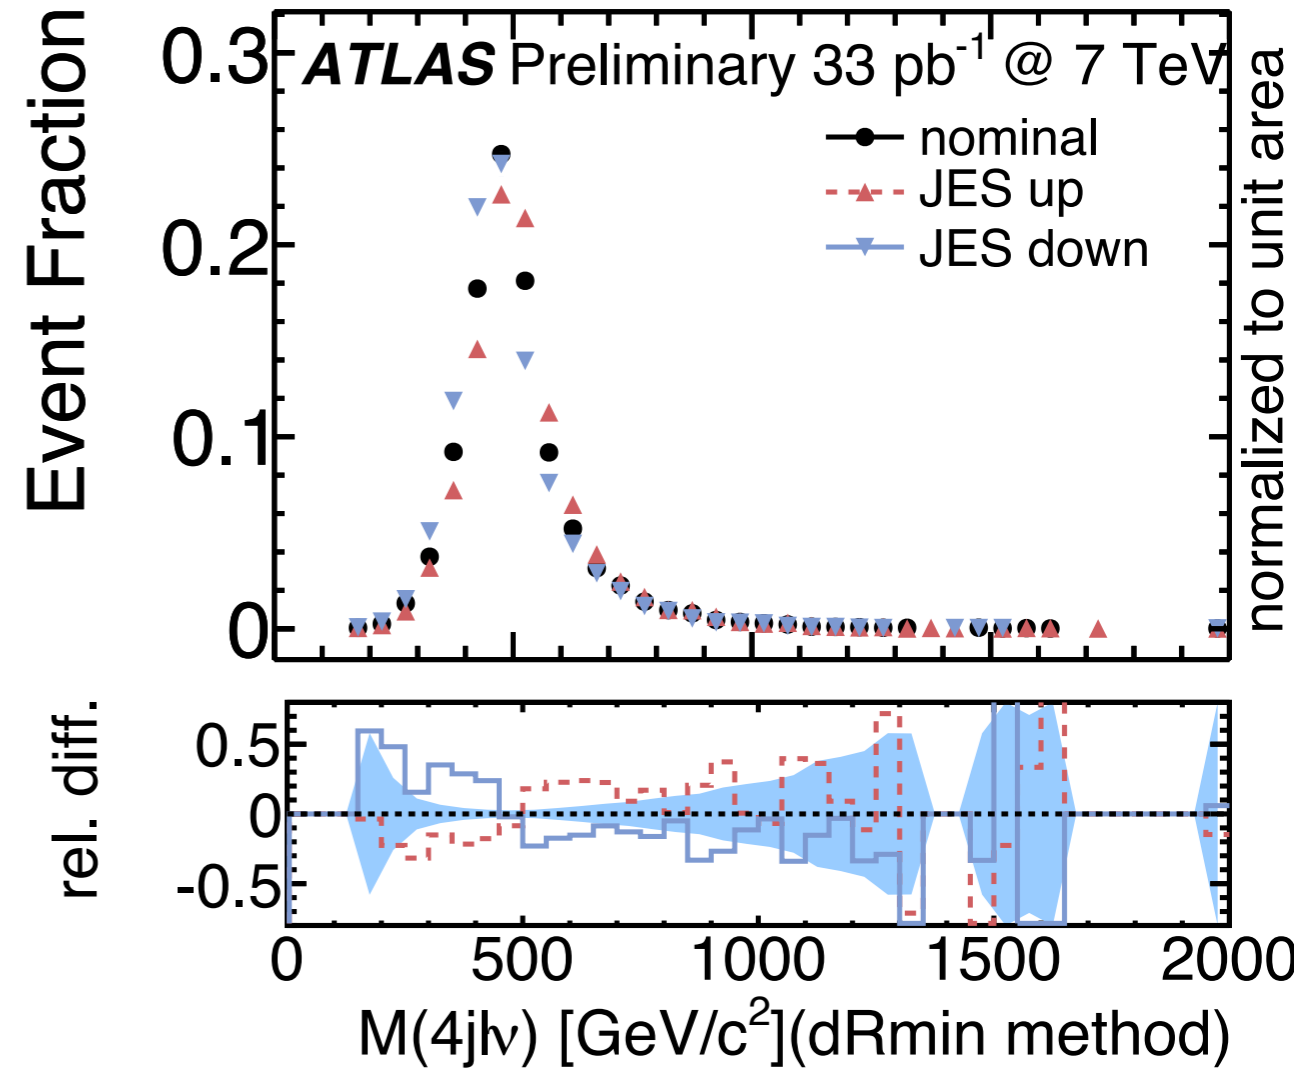 Event Fraction
0.3
0.2
0.1
0
ATLAS Preliminary 33 pb-1 @ 7 TeV
nominal
JES up
JES down
normalized to unit area
rel. diff.
0.5
0
-0.5
0 500 1000 1500 2000
M(4jlν) [GeV/c2](dRmin method)